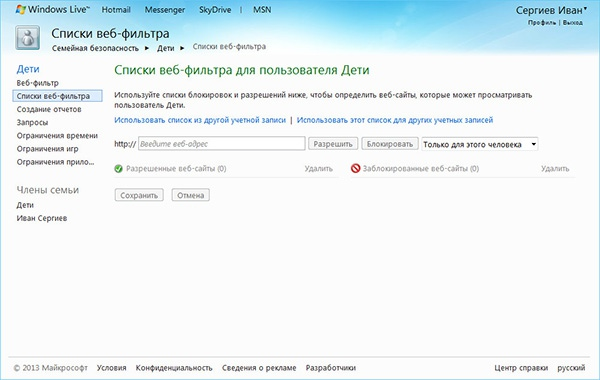 Windows Live™ Hotmail Messenger SkyDrive | MSN Сергиев Иван
Профиль | Выход
Списки веб-фильтра
Семейная безопасность ► Дети ► Списки веб-фильтра
Дети
Веб-фильтр
Списки веб-фильтра
Создание отчетов
Запросы
Ограничения времени
Ограничения игр
Ограничения прило...
Члены семьи
Дети
Иван Сергиев
Списки веб-фильтра для пользователя Дети
Используйте списки блокировок и разрешений ниже, чтобы определить веб-сайты, которые может просматривать
пользователь Дети.
Использовать список из другой учетной записи | Использовать этот список для других учетных записей
http:// Введите веб-адрес Разрешить Блокировать Только для этого человека
Разрешенные веб-сайты (0) Удалить Заблокированные веб-сайты (0) Удалить
Сохранить Отмена
© 2013 Майкрософт Условия Конфиденциальность Сведения о рекламе Разработчики Центр справки русский